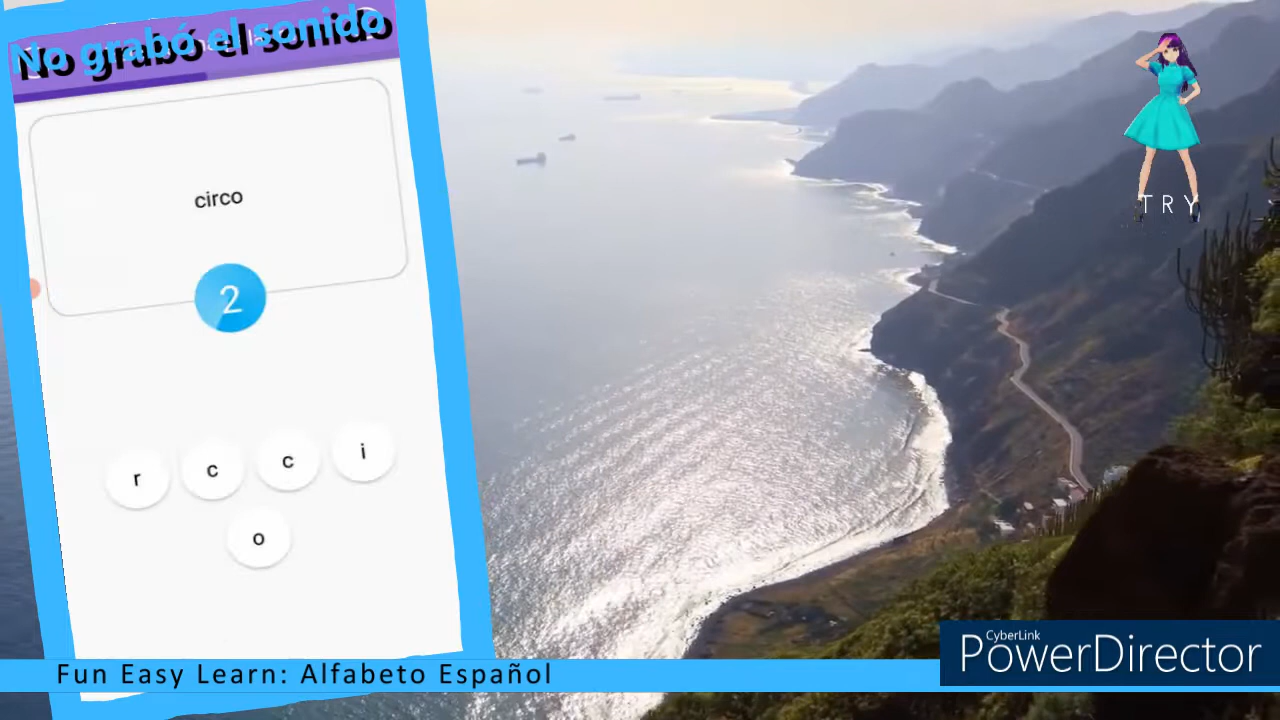 No grabó el sonido
circo
2
r c c i
o
TRY
Fun Easy Learn: Alfabeto Español
CyberLink
PowerDirector